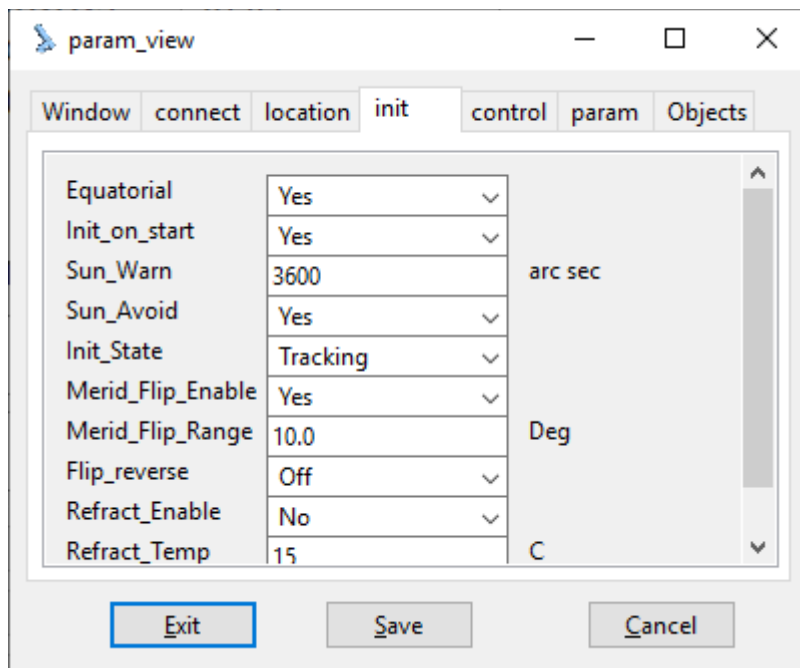 param_view
Window connect location init control param Objects
Equatorial Yes
Init_on_start Yes
Sun_Warn 3600 arc sec
Sun_Avoid Yes
Init_State Tracking
Merid_Flip_Enable Yes
Merid_Flip_Range 10.0 Deg
Flip_reverse Off
Refract_Enable No
Refract_Temp 15 C
Exit Save Cancel